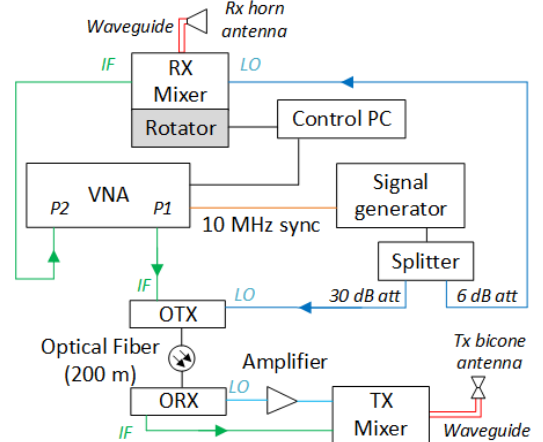 Waveguide
Rx horn
antenna
IF
RX
Mixer
LO
Rotator
Control PC
VNA
P2
P1
10 MHz sync
Signal
generator
Splitter
IF
LO
30 dB att
6 dB att
OTX
Optical Fiber
(200 m)
Amplifier
Tx bicone
antenna
ORX
LO
IF
TX
Mixer
Waveguide